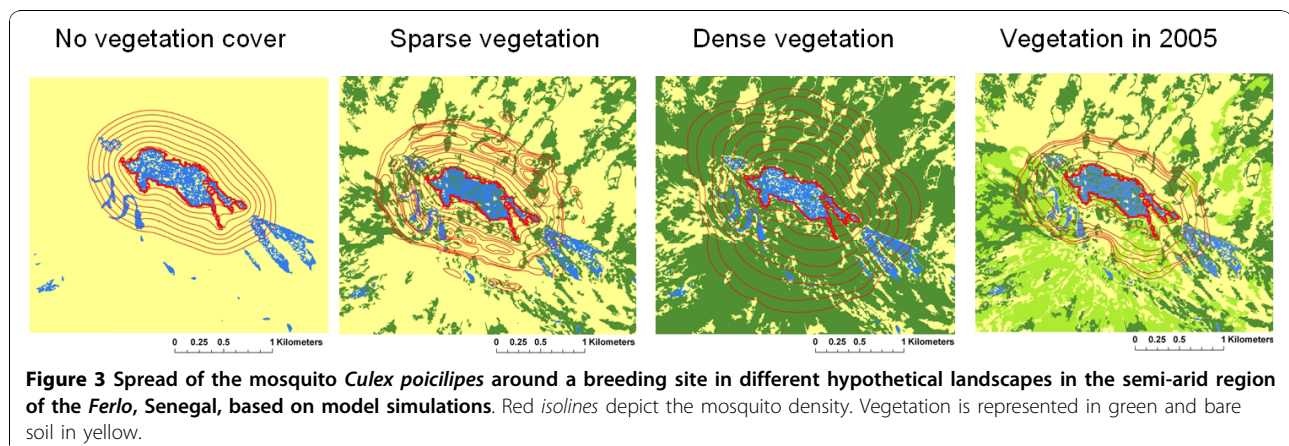 No vegetation cover
Sparse vegetation
Dense vegetation
Vegetation in 2005
0 0.25 0.5 1 Kilometers
0 0.25 0.5 1 Kilometers
0 0.25 0.5 1 Kilometers
0 0.25 0.5 1 Kilometers
Figure 3 Spread of the mosquito Culex poicilipes around a breeding site in different hypothetical landscapes in the semi-arid region
of the Ferlo, Senegal, based on model simulations. Red isolines depict the mosquito density. Vegetation is represented in green and bare
soil in yellow.